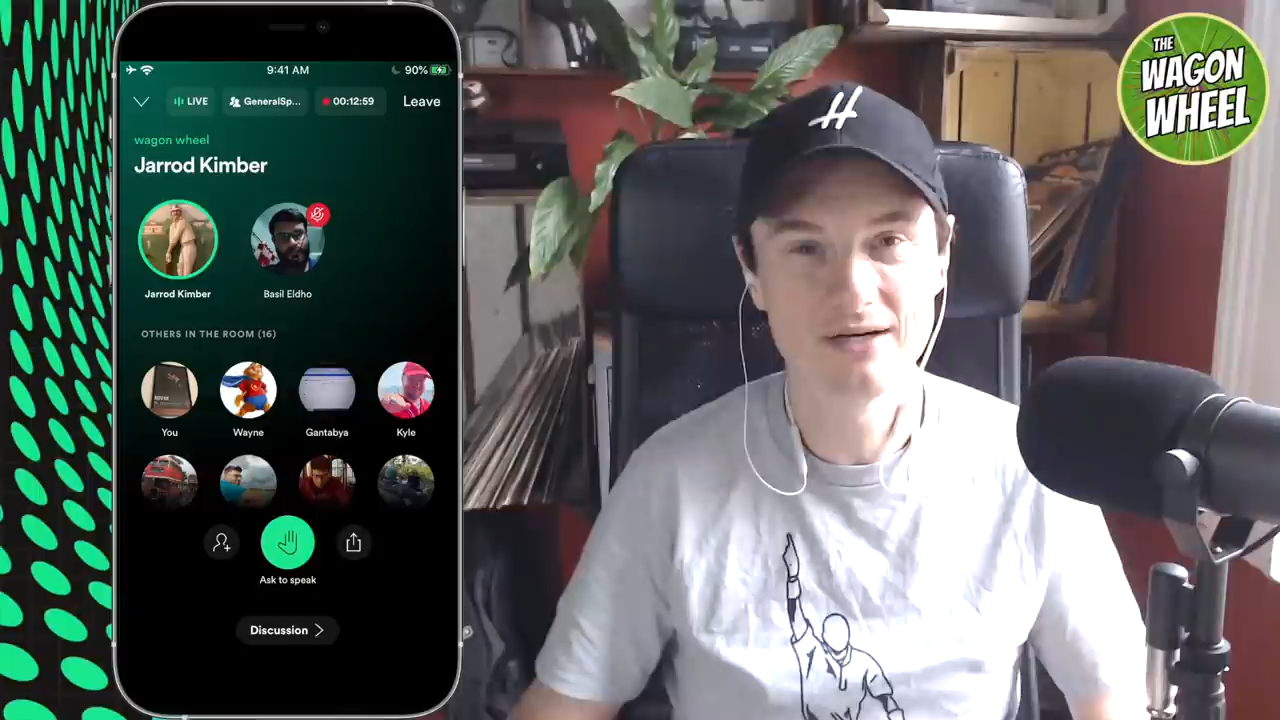 9:41 AM
90%
LIVE
GeneralSp...
00:12:59
Leave
wagon wheel
Jarrod Kimber
Jarrod Kimber
Basil Eldho
OTHERS IN THE ROOM (16)
You
Wayne
Gantabya
Kyle
Ask to speak
Discussion
H
THE
WAGON
WHEEL